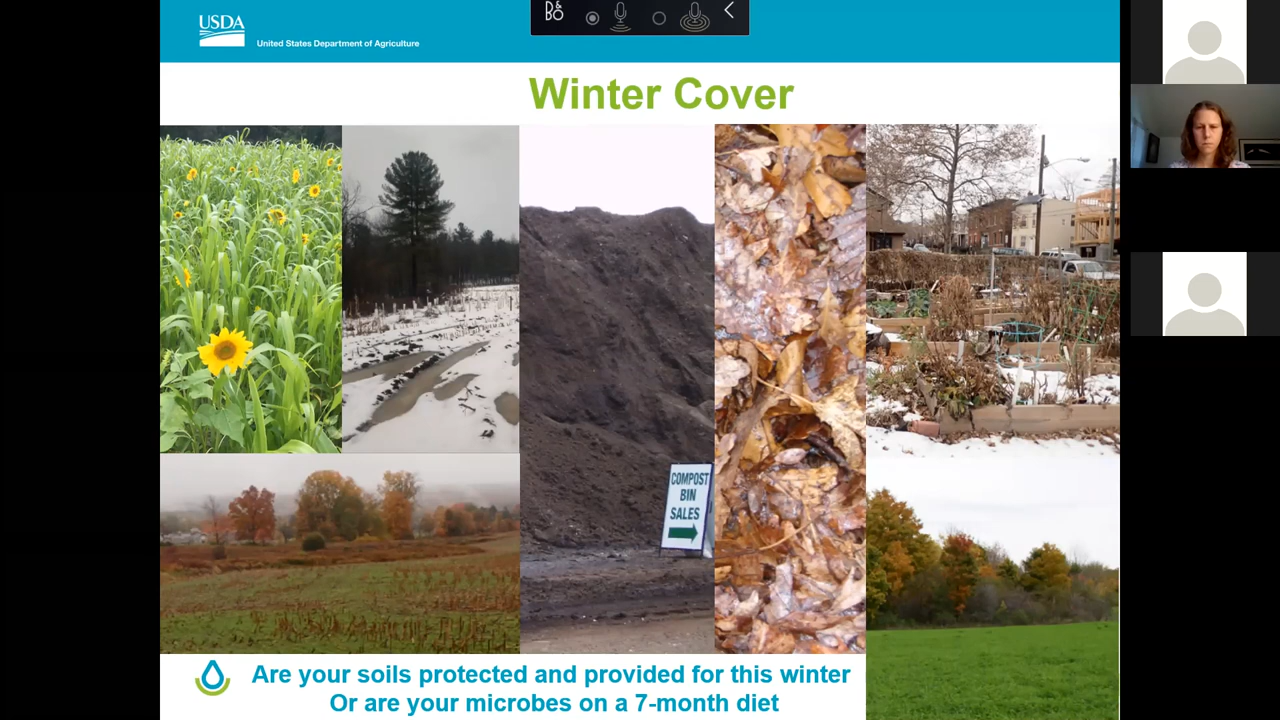 USDA
United States Department of Agriculture
B&O
Winter Cover
COMPOST
BIN
SALES
Are your soils protected and provided for this winter
Or are your microbes on a 7-month diet